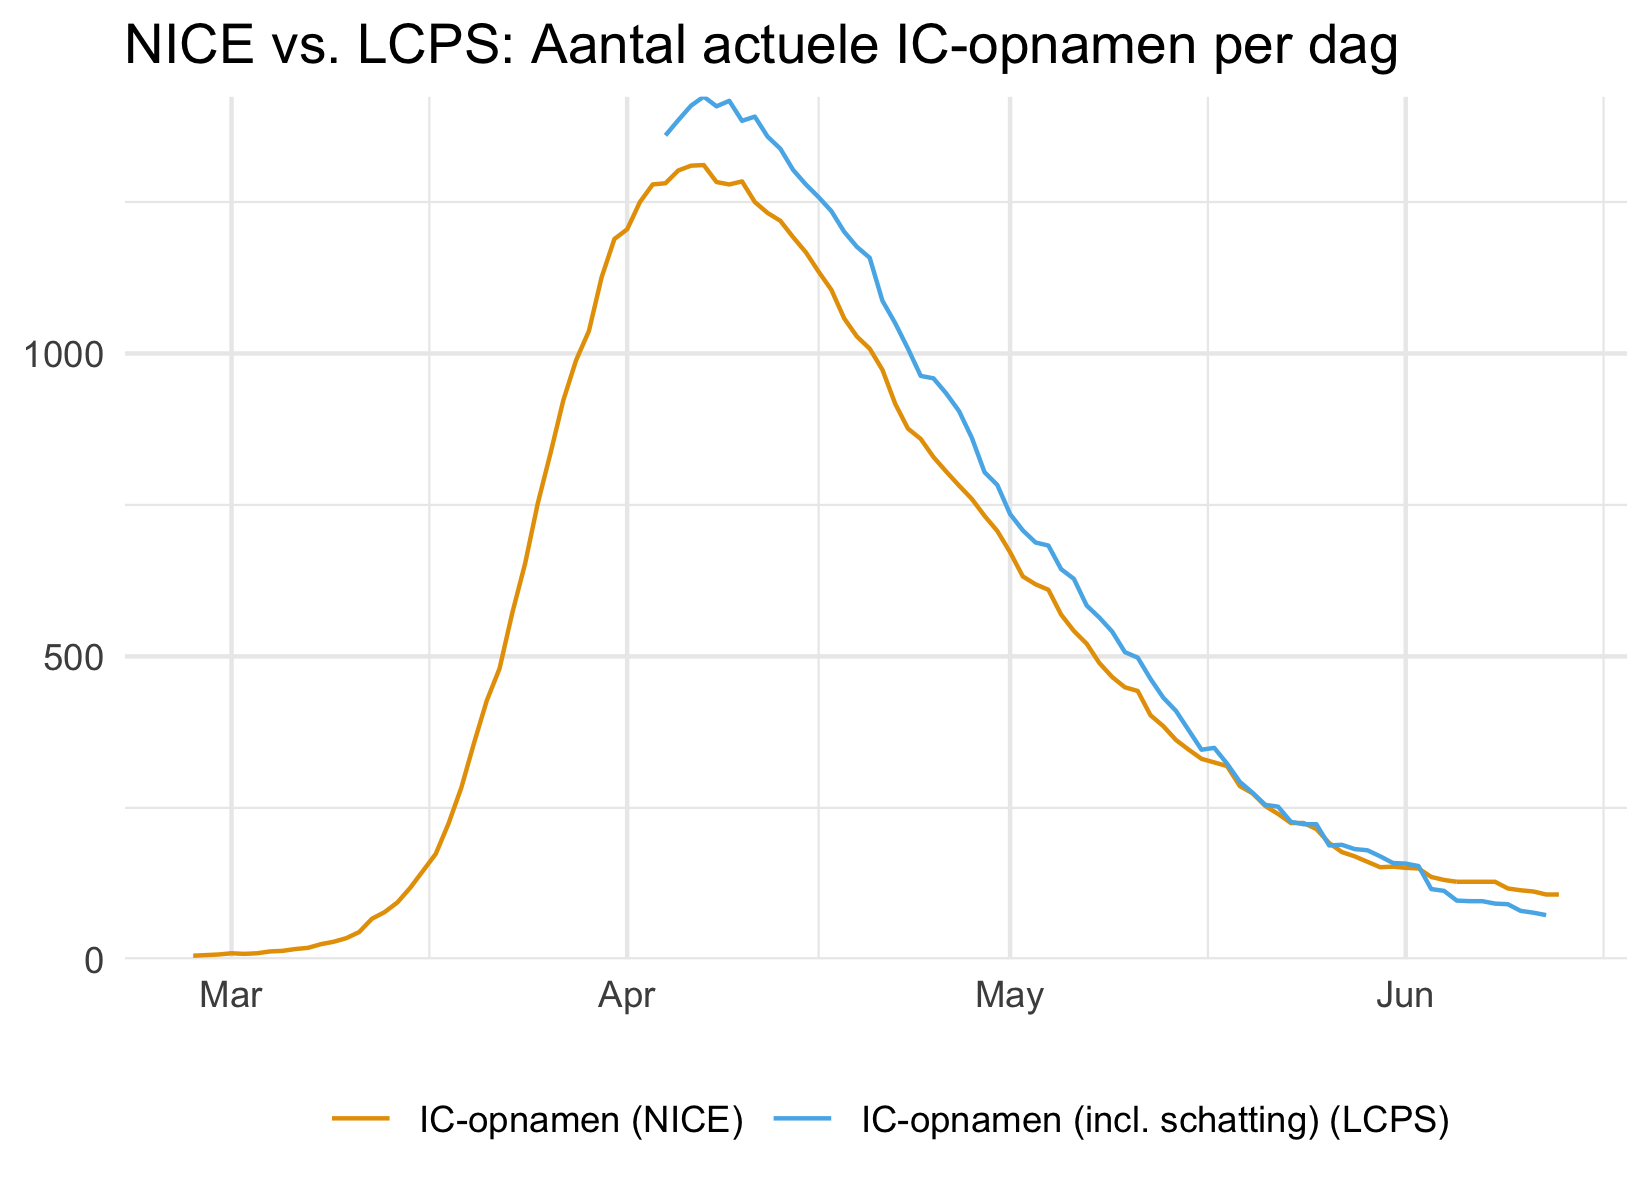 NICE vs. LCPS: Aantal actuele IC-opnamen per dag
1000
500
0
Mar Apr May Jun
IC-opnamen (NICE) IC-opnamen (incl. schatting) (LCPS)